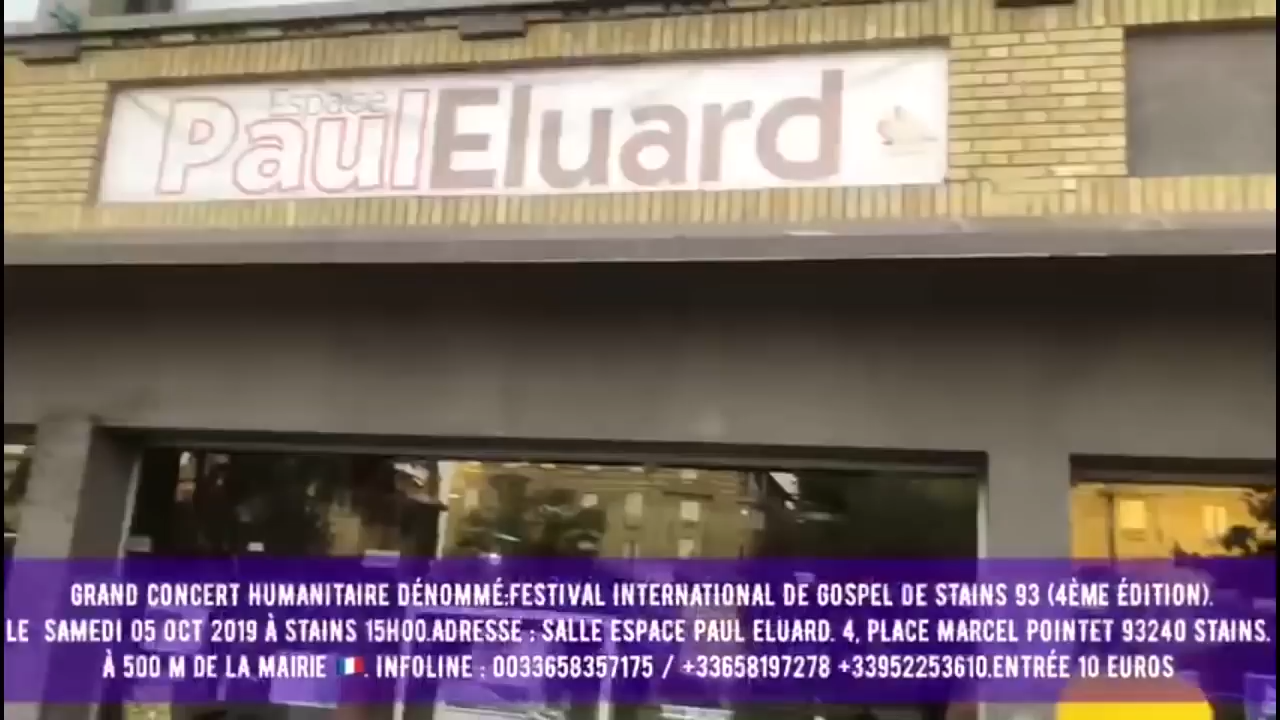 Espace
Paul Eluard
GRAND CONCERT HUMANITAIRE DÉNOMMÉ:FESTIVAL INTERNATIONAL DE GOSPEL DE STAINS 93 (4ÈME ÉDITION).
LE SAMEDI 05 OCT 2019 À STAINS 15H00.ADRESSE : SALLE ESPACE PAUL ELUARD. 4, PLACE MARCEL POINTET 93240 STAINS.
À 500 M DE LA MAIRIE 🇫🇷. INFOLINE : 0033658357175 / +33658197278 +33952253610.ENTRÉE 10 EUROS